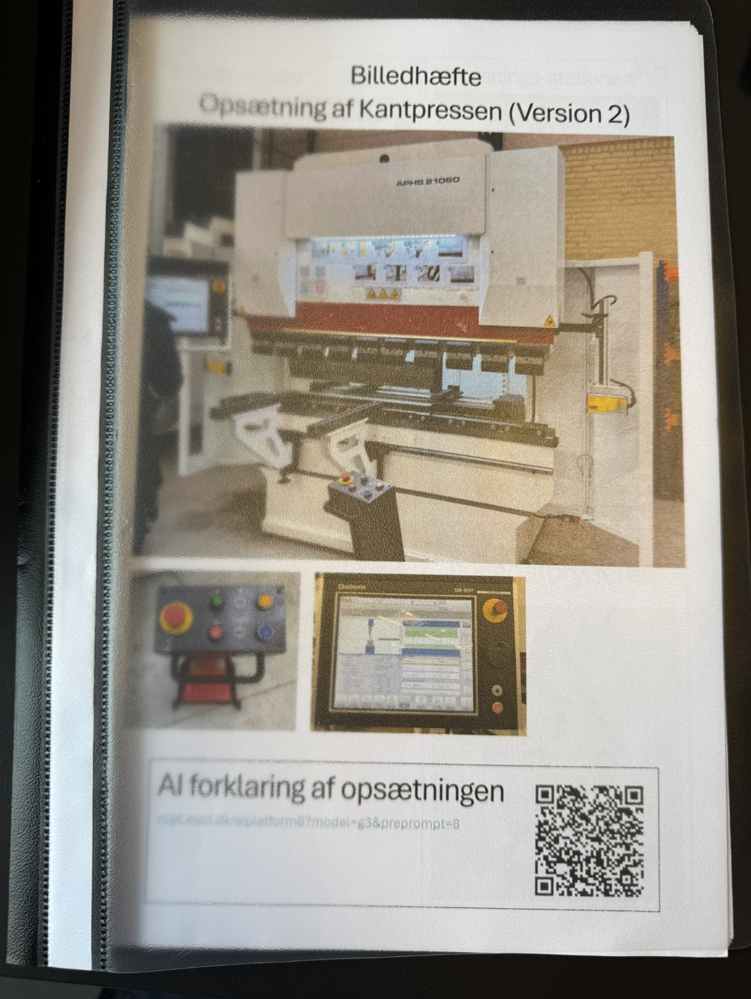 Billedhæfte
Opsætning af Kantpressen (Version 2)
APHS 21060
AI forklaring af opsætningen